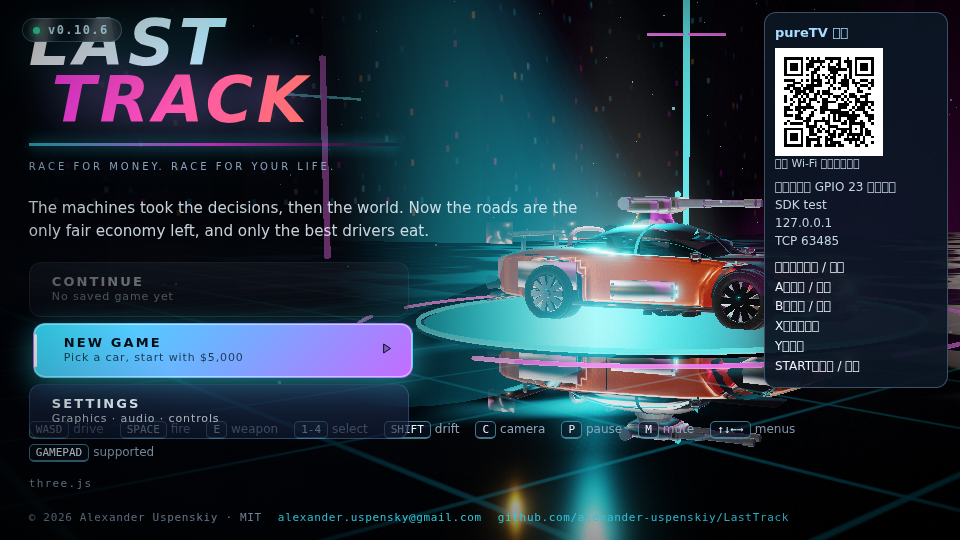 v0.10.6
LAST
TRACK
RACE FOR MONEY. RACE FOR YOUR LIFE.
The machines took the decisions, then the world. Now the roads are the
only fair economy left, and only the best drivers eat.
CONTINUE
No saved game yet
NEW GAME
Pick a car, start with $5,000
SETTINGS
Graphics · audio · controls
WASD drive SPACE fire E weapon 1-4 select SHIFT drift C camera P pause M mute ↑↓←→ menus
GAMEPAD supported
three.js
© 2026 Alexander Uspenskiy · MIT alexander.uspensky@gmail.com github.com/alexander-uspenskiy/LastTrack
pureTV
Wi-Fi
GPIO 23
SDK test
127.0.0.1
TCP 63485
/
A /
B /
X
Y
START /